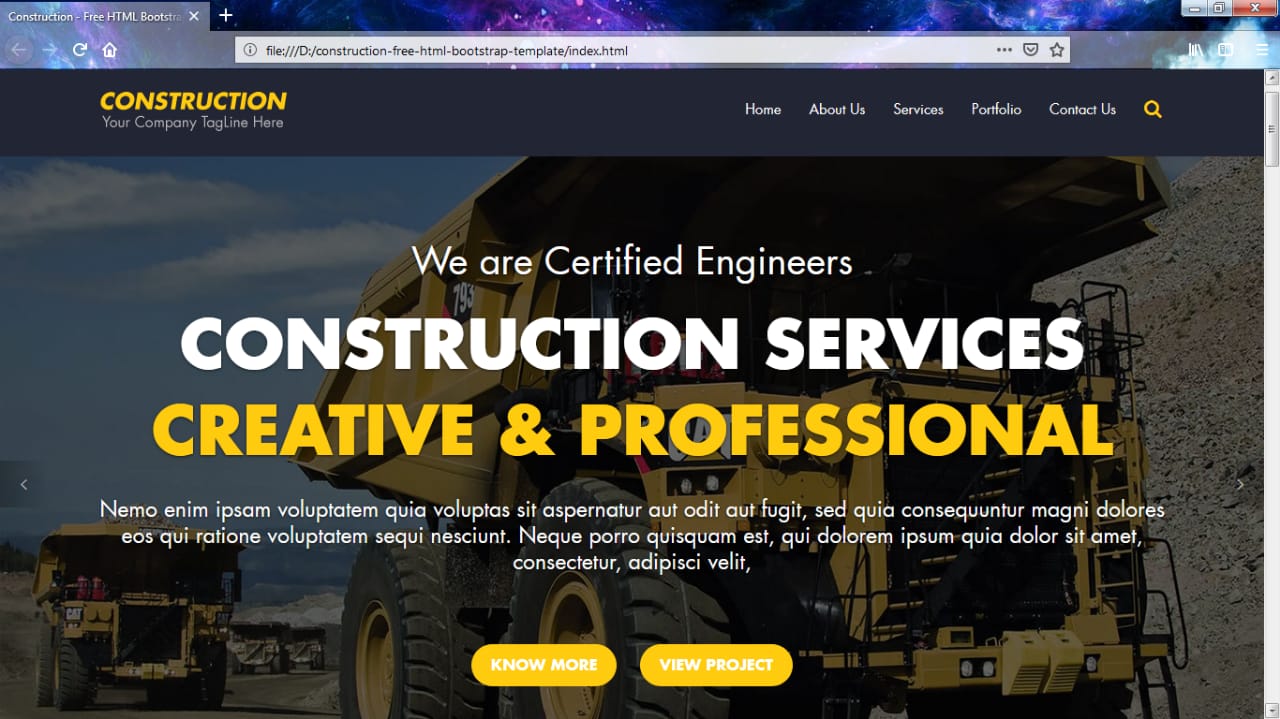 Construction - Free HTML Bootstra
file:///D:/construction-free-html-bootstrap-template/index.html
CONSTRUCTION
Your Company TagLine Here
Home
About Us
Services
Portfolio
Contact Us
793
We are Certified Engineers
CONSTRUCTION SERVICES
CREATIVE & PROFESSIONAL
Nemo enim ipsam voluptatem quia voluptas sit aspernatur aut odit aut fugit, sed quia consequuntur magni dolores
eos qui ratione voluptatem sequi nesciunt. Neque porro quisquam est, qui dolorem ipsum quia dolor sit amet,
consectetur, adipisci velit,
CAT
KNOW MORE
VIEW PROJECT